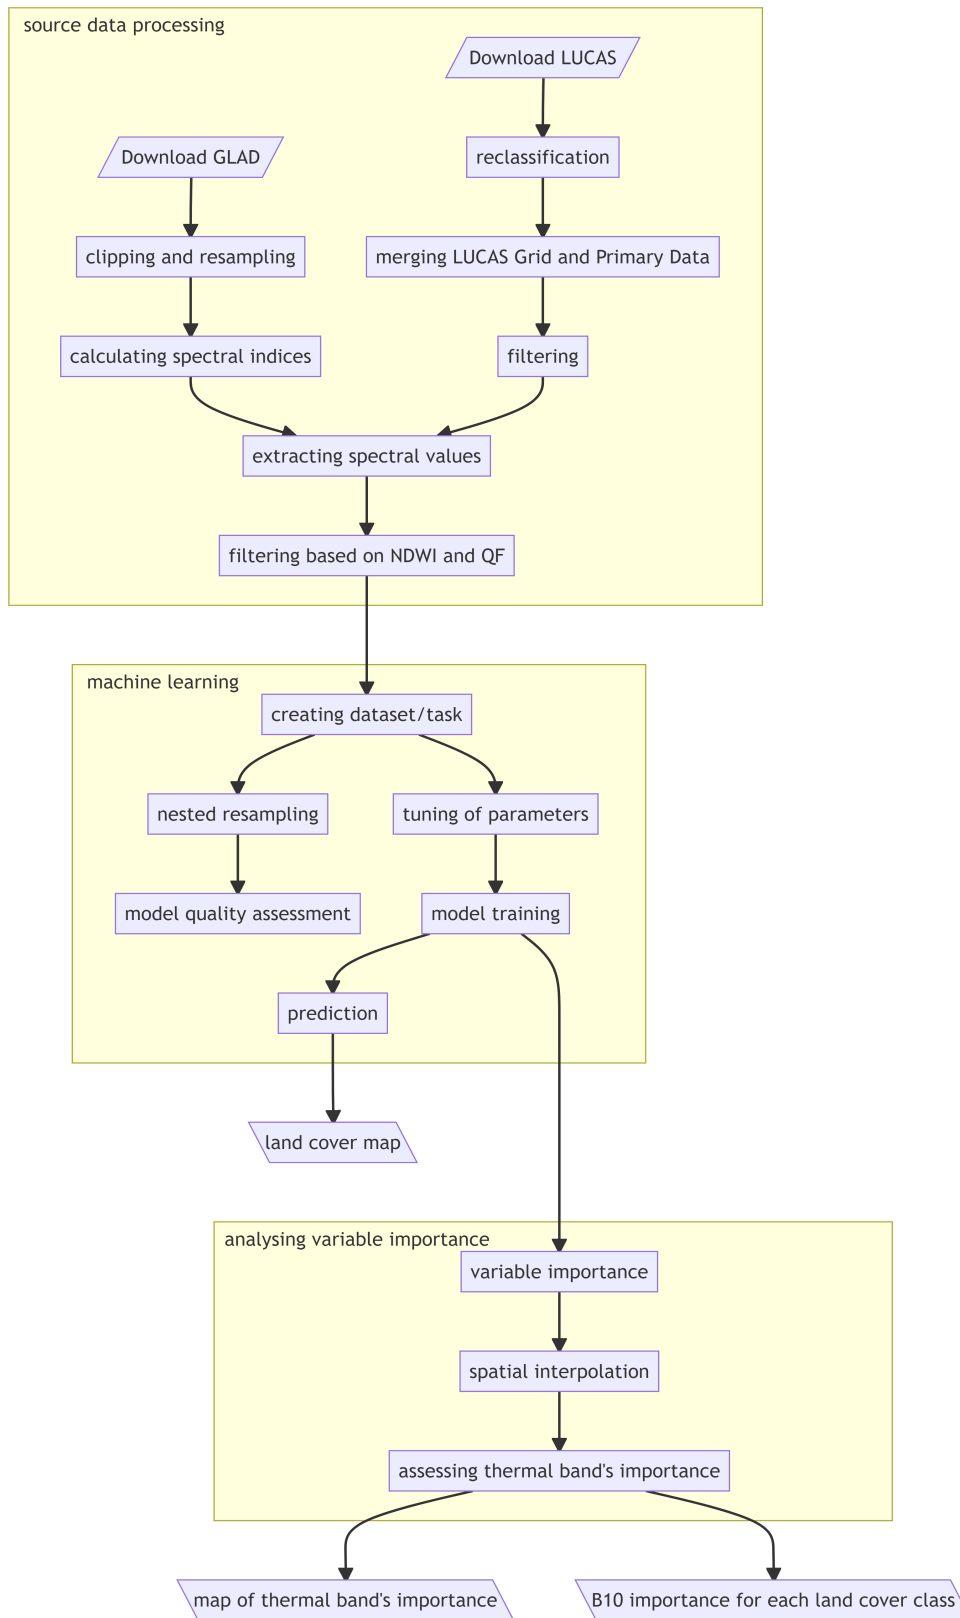 source data processing
Download LUCAS
Download GLAD
reclassification
clipping and resampling
merging LUCAS Grid and Primary Data
calculating spectral indices
filtering
extracting spectral values
filtering based on NDWI and QF
machine learning
creating dataset/task
nested resampling
tuning of parameters
model quality assessment
model training
prediction
land cover map
analysing variable importance
variable importance
spatial interpolation
assessing thermal band's importance
map of thermal band's importance
B10 importance for each land cover class